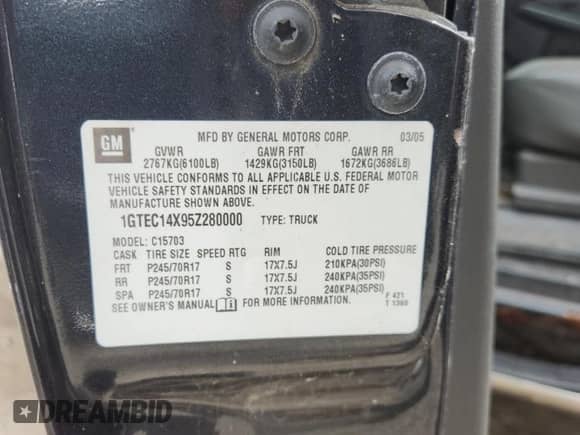 GM
MFD BY GENERAL MOTORS CORP. 03/05
GVWR GAWR FRT GAWR RR
2767KG(6100LB) 1429KG(3150LB) 1672KG(3686LB)
THIS VEHICLE CONFORMS TO ALL APPLICABLE U.S. FEDERAL MOTOR
VEHICLE SAFETY STANDARDS IN EFFECT ON THE DATE OF
MANUFACTURE SHOWN ABOVE.
1GTEC14X95Z280000 TYPE: TRUCK
MODEL: C15703
CASK TIRE SIZE SPEED RTG RIM COLD TIRE PRESSURE
FRT P245/70R17 S 17X7.5J 210KPA(30PSI)
RR P245/70R17 S 17X7.5J 240KPA(35PSI)
SPA P245/70R17 S 17X7.5J 240KPA(35PSI)
SEE OWNER'S MANUAL FOR MORE INFORMATION
F 421
T 1380
DREAMBID